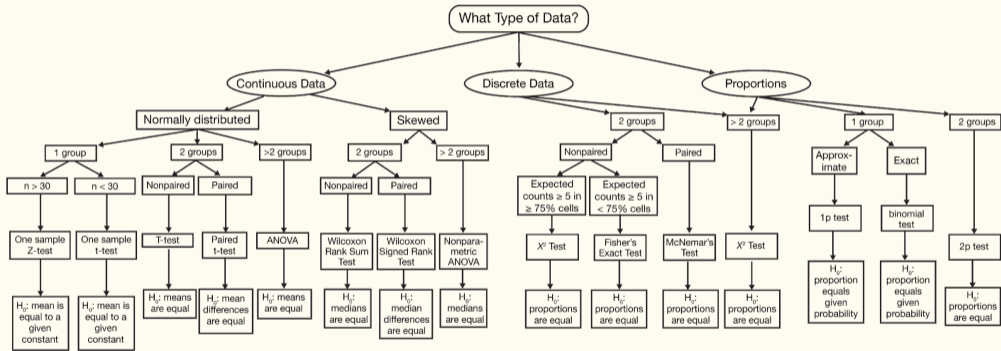 What Type of Data?
Continuous Data
Discrete Data
Proportions
Normally distributed
Skewed
2 groups
> 2 groups
1 group
2 groups
1 group
2 groups
>2 groups
2 groups
> 2 groups
Nonpaired
Paired
Approx-
imate
Exact
n > 30
n < 30
Nonpaired
Paired
Nonpaired
Paired
Expected
counts ≥ 5 in
≥ 75% cells
Expected
counts ≥ 5 in
< 75% cells
1p test
binomial
test
One sample
Z-test
One sample
t-test
T-test
Paired
t-test
ANOVA
Wilcoxon
Rank Sum
Test
Wilcoxon
Signed Rank
Test
Nonpara-
metric
ANOVA
X² Test
Fisher's
Exact Test
McNemar's
Test
X² Test
2p test
H₀: mean is
equal to a
given
constant
H₀: mean is
equal to a
given
constant
H₀: means
are equal
H₀: mean
differences
are equal
H₀: means
are equal
H₀:
medians
are equal
H₀:
median
differences
are equal
H₀:
medians
are equal
H₀:
proportions
are equal
H₀:
proportions
are equal
H₀:
proportions
are equal
H₀:
proportions
are equal
H₀:
proportion
equals
given
probability
H₀:
proportion
equals
given
probability
H₀:
proportions
are equal